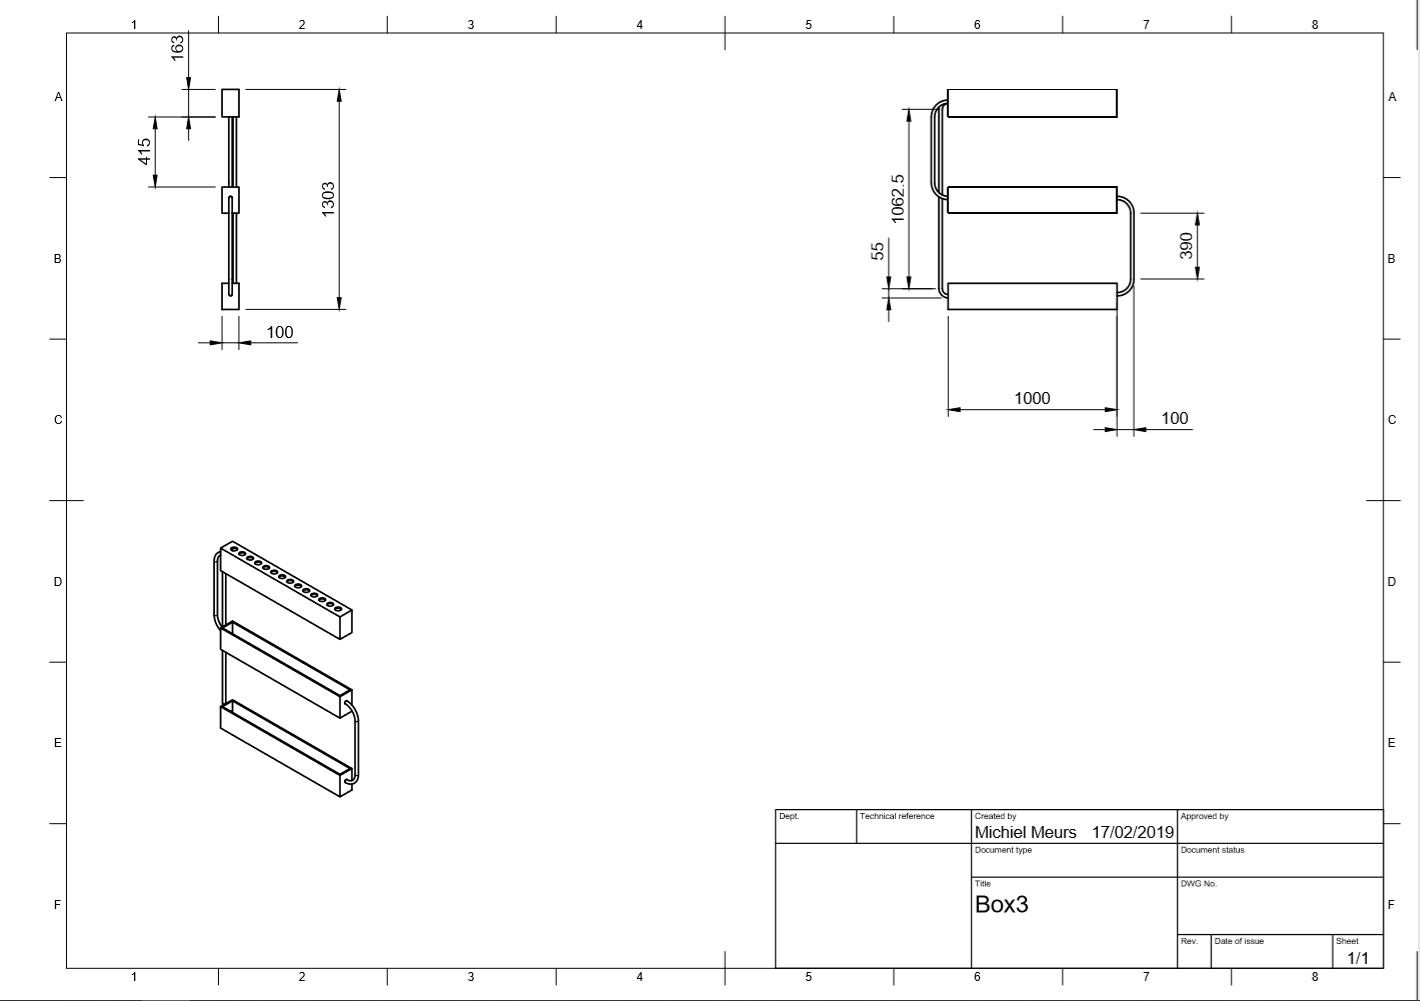 1 2 3 4 5 6 7 8
A A
B B
C C
D D
E E
F F
163
415
1303
100
1062.5
55
390
1000
100
Dept. Technical reference Created by Approved by
Michiel Meurs 17/02/2019
Document type Document status
Title DWG No.
Box3
Rev. Date of issue Sheet
1/1
1 2 3 4 5 6 7 8